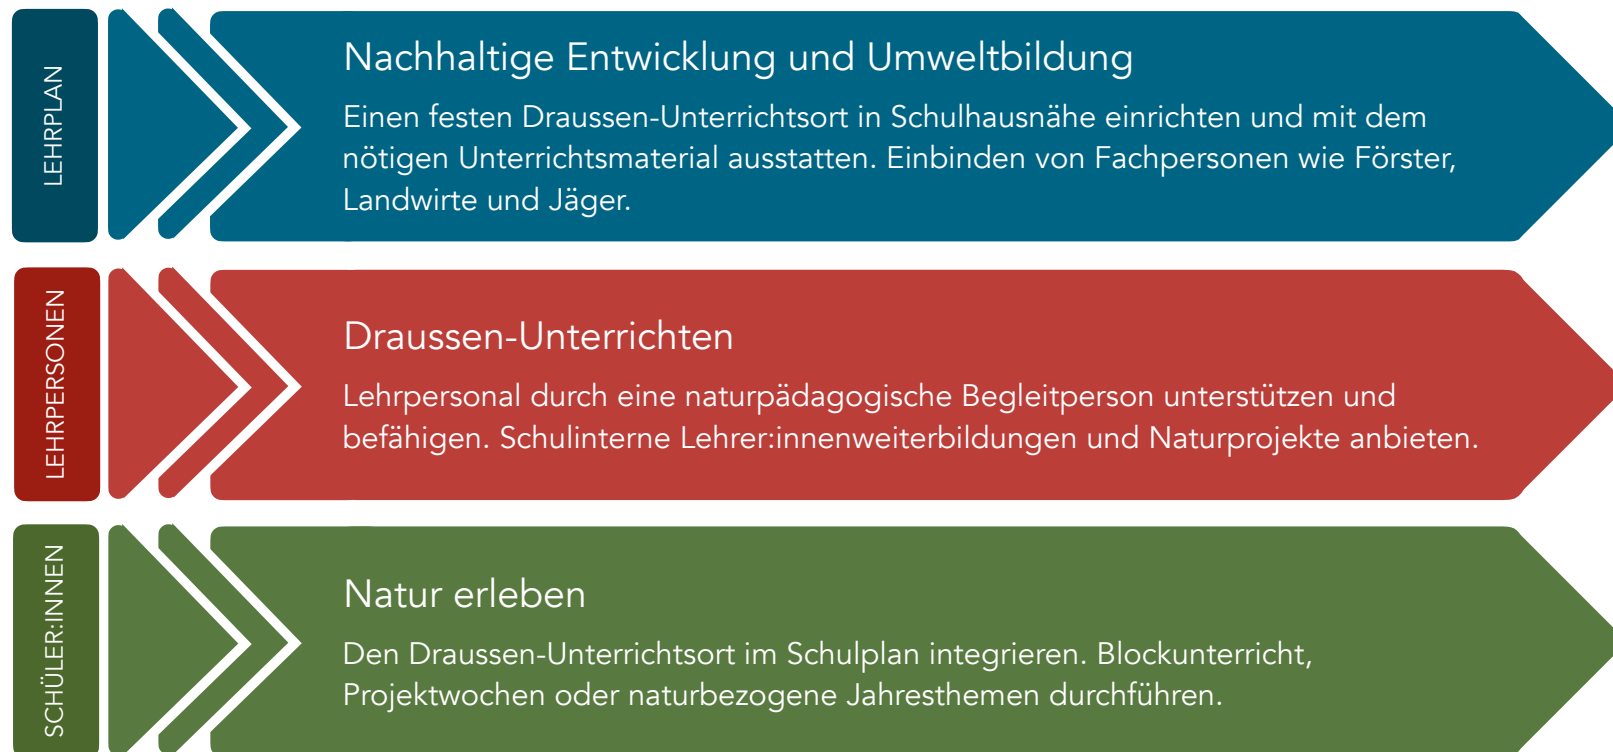 LEHRPLAN
Nachhaltige Entwicklung und Umweltbildung
Einen festen Draussen-Unterrichtsort in Schulhausnähe einrichten und mit dem
nötigen Unterrichtsmaterial ausstatten. Einbinden von Fachpersonen wie Förster,
Landwirte und Jäger.
LEHRPERSONEN
Draussen-Unterrichten
Lehrpersonal durch eine naturpädagogische Begleitperson unterstützen und
befähigen. Schulinterne Lehrer:innenweiterbildungen und Naturprojekte anbieten.
SCHÜLER:INNEN
Natur erleben
Den Draussen-Unterrichtsort im Schulplan integrieren. Blockunterricht,
Projektwochen oder naturbezogene Jahresthemen durchführen.